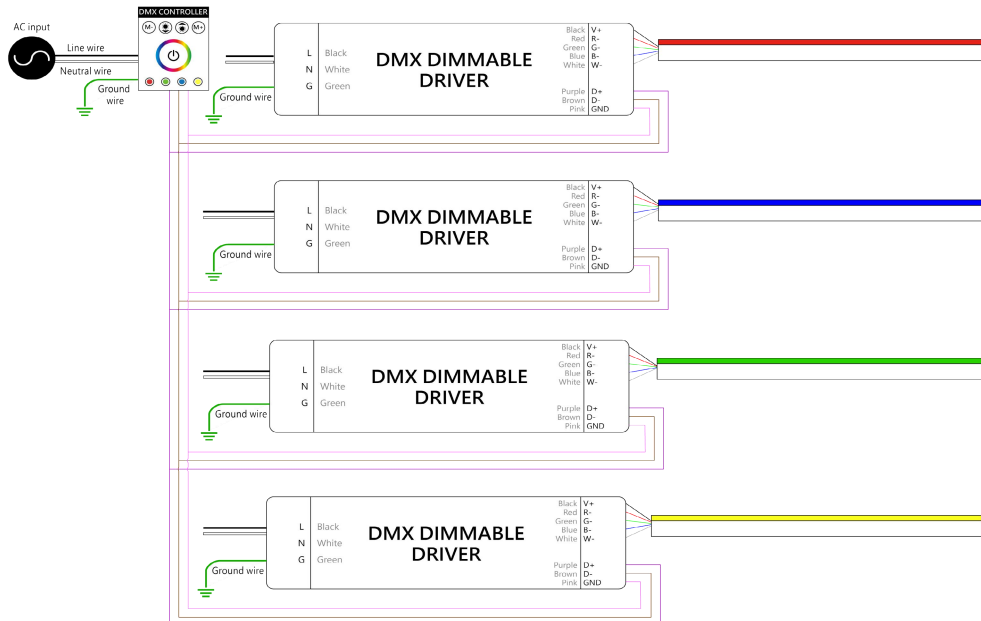 DMX CONTROLLER
M-
M+
AC input
Line wire
Neutral wire
Ground
wire
L Black
N White
G Green
Ground wire
DMX DIMMABLE
DRIVER
Black V+
Red R-
Green G-
Blue B-
White W-
Purple D+
Brown D-
Pink GND
L Black
N White
G Green
Ground wire
DMX DIMMABLE
DRIVER
Black V+
Red R-
Green G-
Blue B-
White W-
Purple D+
Brown D-
Pink GND
L Black
N White
G Green
Ground wire
DMX DIMMABLE
DRIVER
Black V+
Red R-
Green G-
Blue B-
White W-
Purple D+
Brown D-
Pink GND
L Black
N White
G Green
Ground wire
DMX DIMMABLE
DRIVER
Black V+
Red R-
Green G-
Blue B-
White W-
Purple D+
Brown D-
Pink GND